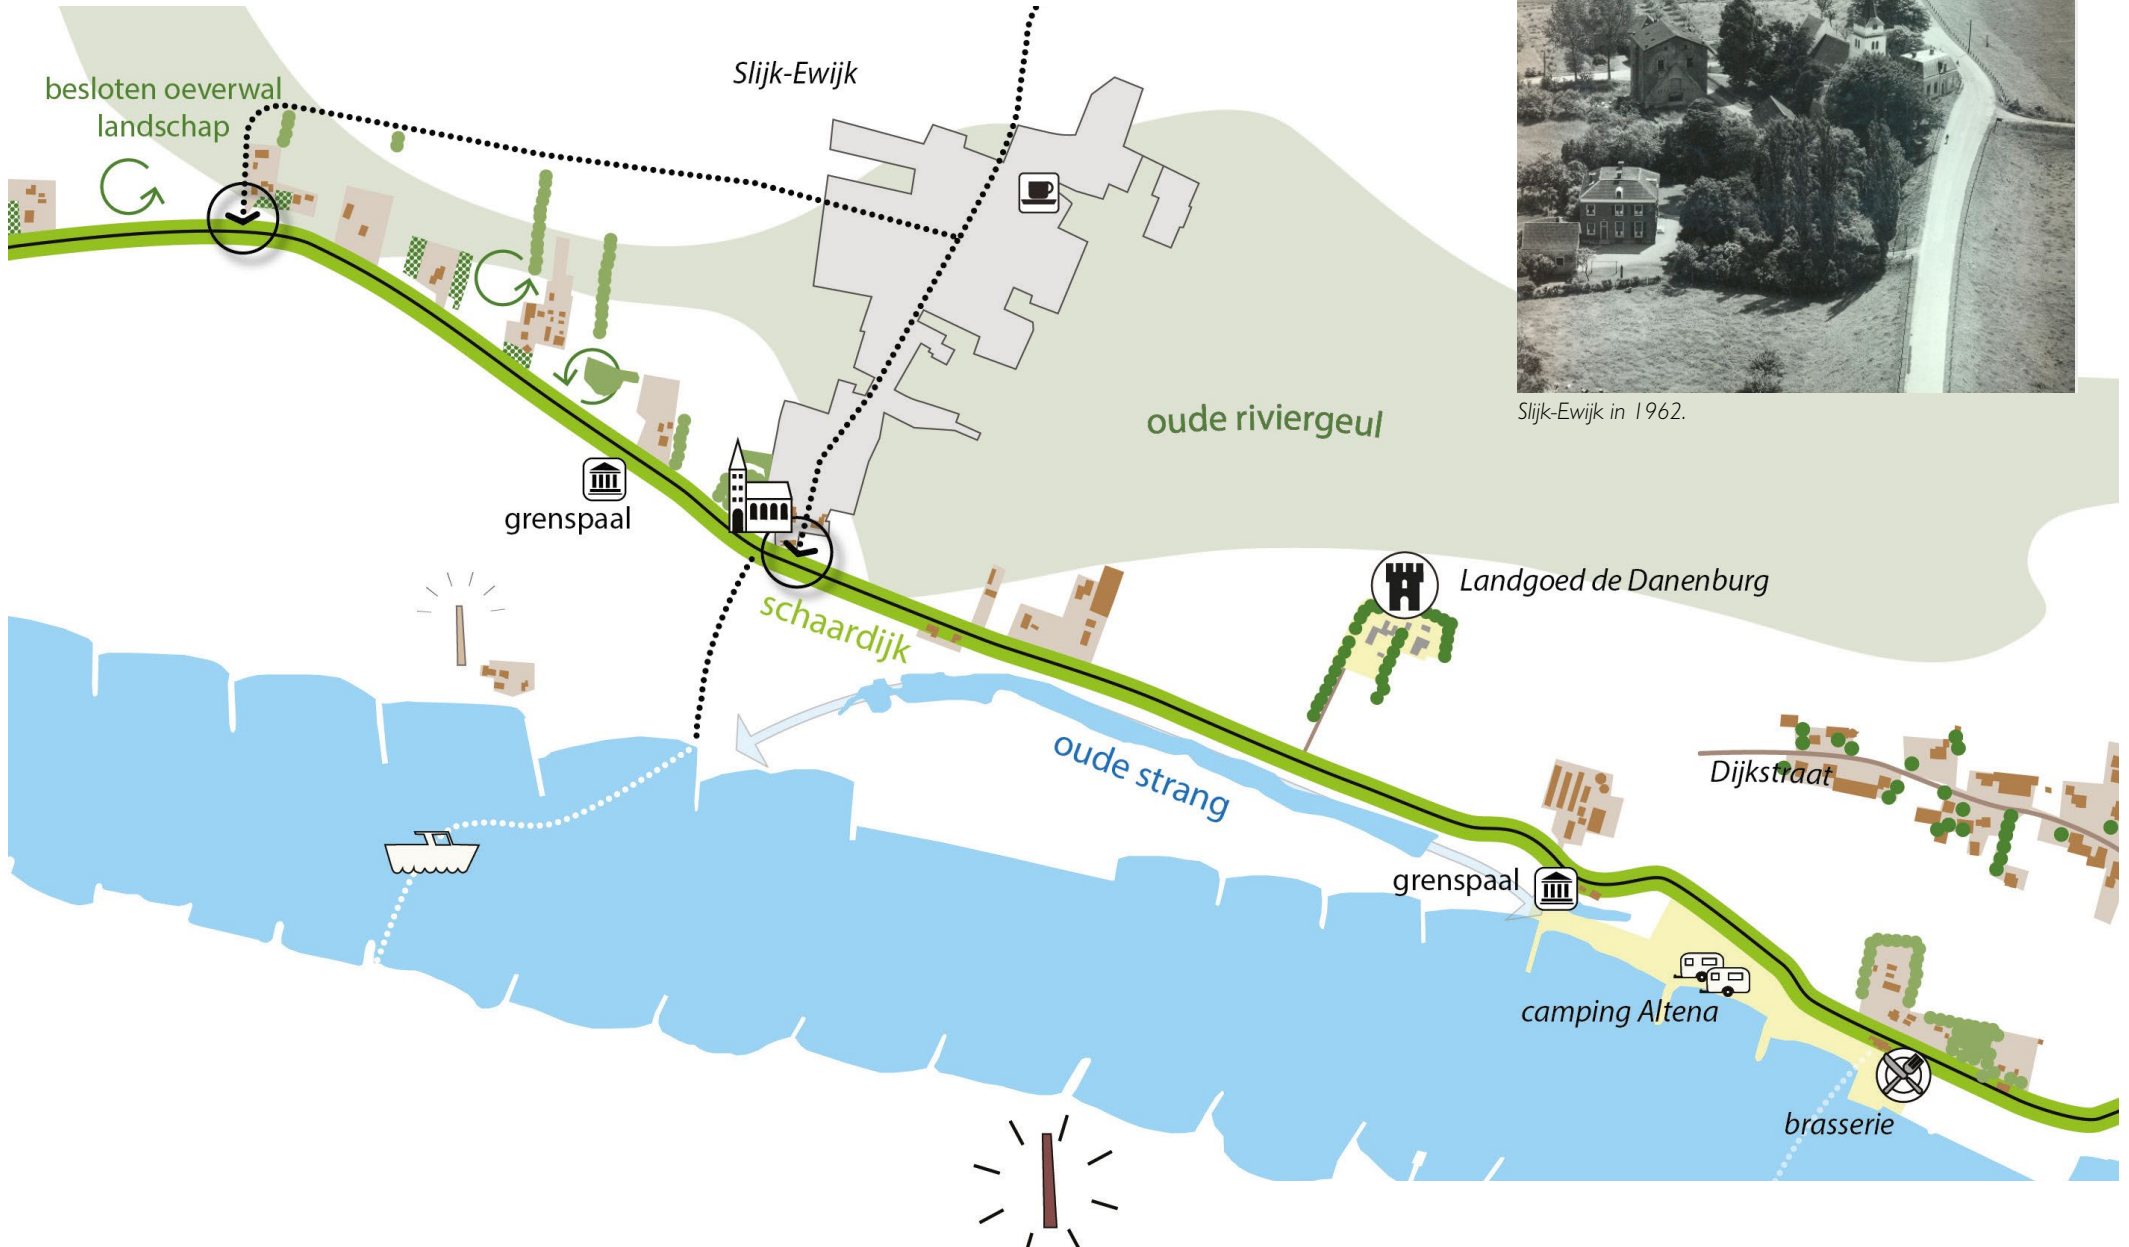 Slijk-Ewijk
besloten oeverwal
landschap
Slijk-Ewijk in 1962.
oude riviergeul
grenspaal
Landgoed de Danenburg
schaardijk
oude strang
Dijkstraat
grenspaal
camping Altena
brasserie